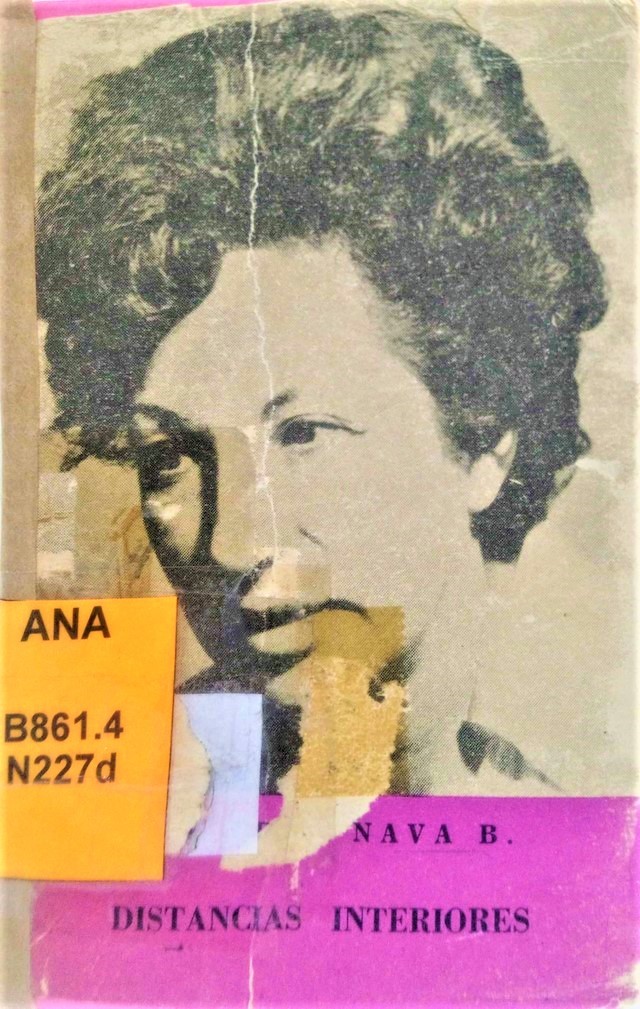 ANA
B861.4
N227d
NAVA B.
DISTANCIAS INTERIORES